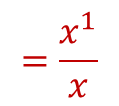 = x¹/x